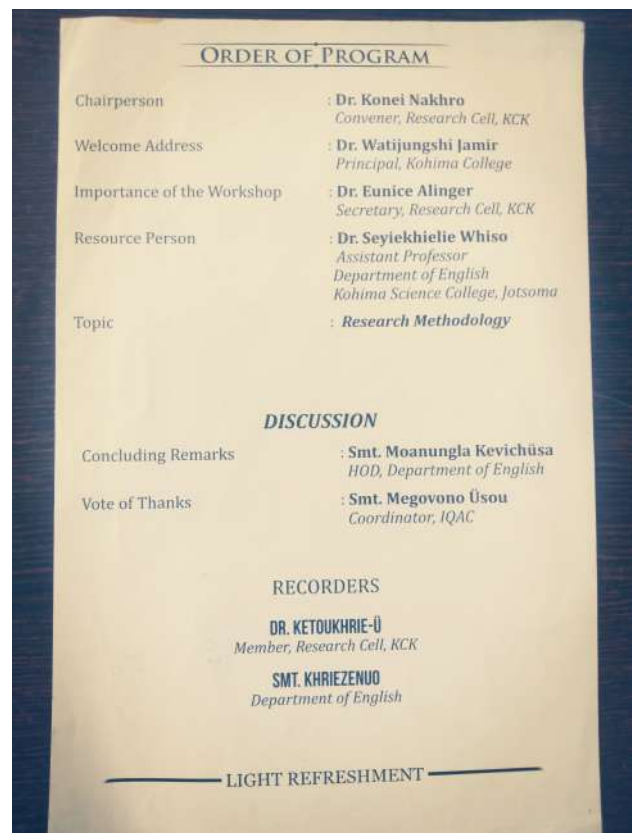 ORDER OF PROGRAM
Chairperson : Dr. Konei Nakhro
Convener, Research Cell, KCK
Welcome Address : Dr. Watijungshi Jamir
Principal, Kohima College
Importance of the Workshop : Dr. Eunice Alinger
Secretary, Research Cell, KCK
Resource Person : Dr. Seyiekhielie Whiso
Assistant Professor
Department of English
Kohima Science College, Jotsoma
Topic : Research Methodology
DISCUSSION
Concluding Remarks : Smt. Moanungla Kevichüsa
HOD, Department of English
Vote of Thanks : Smt. Megovono Üsou
Coordinator, IQAC
RECORDERS
DR. KETOUKHRIE-Ü
Member, Research Cell, KCK
SMT. KHRIEZENUO
Department of English
LIGHT REFRESHMENT